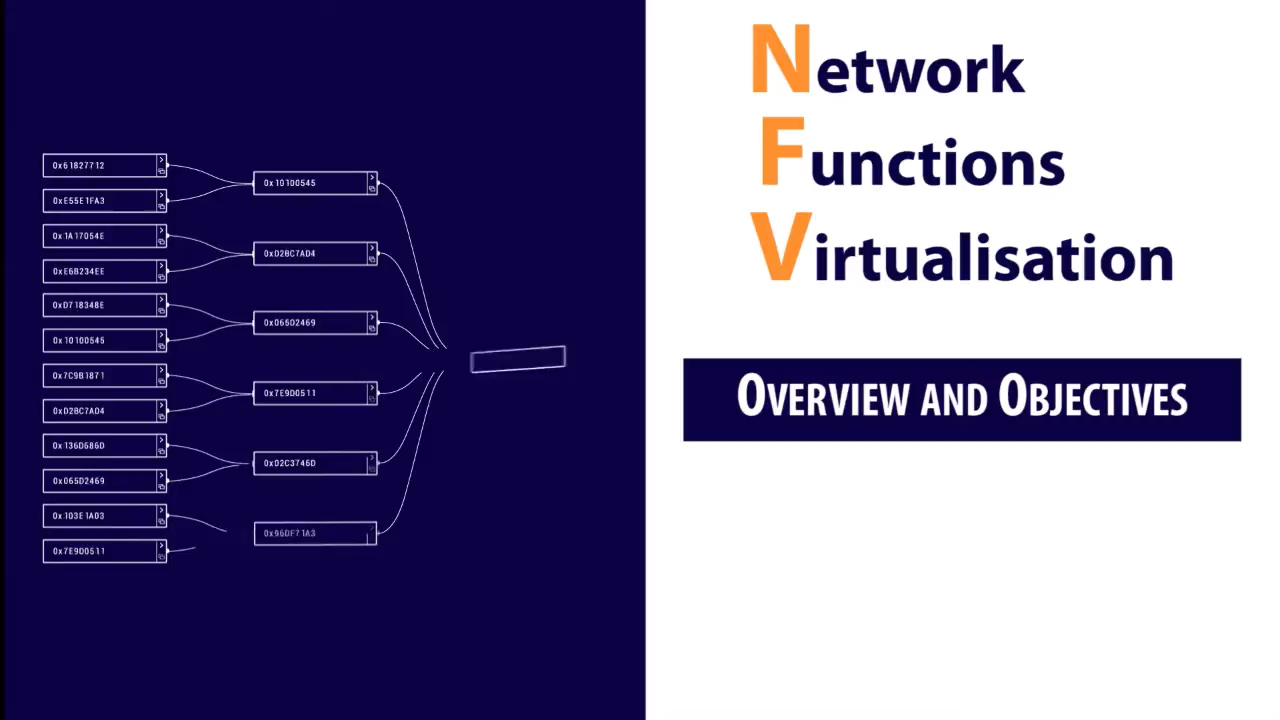 0x61827712
0xE55E1FA3
0x1A17054E
0xE6B234EE
0xD718348E
0x10100545
0x7C9B1871
0xD28C7AD4
0x136D686D
0x065D2469
0x103E1A03
0x7E9D0511
0x10100545
0xD28C7AD4
0x065D2469
0x7E9D0511
0xD2C3746D
0x96DF71A3
Network
Functions
Virtualisation
OVERVIEW AND OBJECTIVES